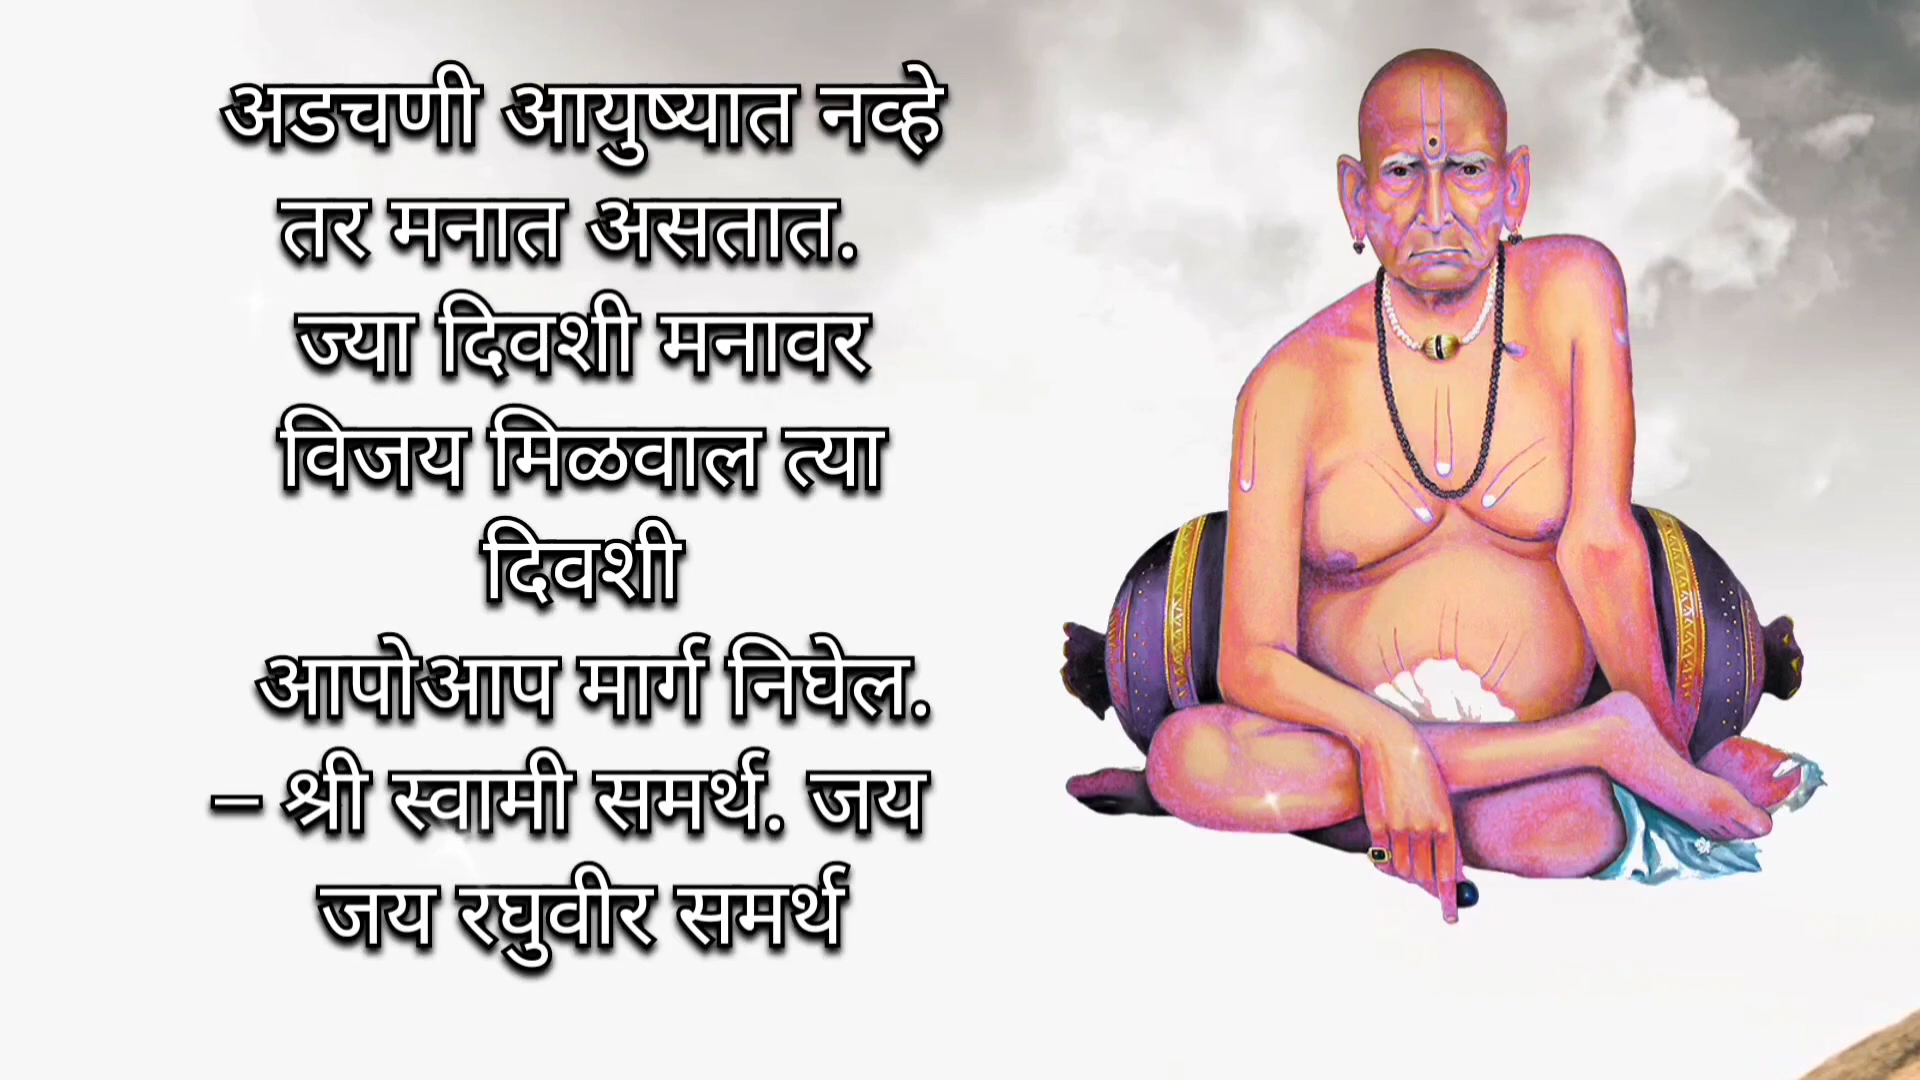 अडचणी आयुष्यात नव्हे
तर मनात असतात.
ज्या दिवशी मनावर
विजय मिळवाल त्या
दिवशी
आपोआप मार्ग निघेल.
– श्री स्वामी समर्थ. जय
जय रघुवीर समर्थ